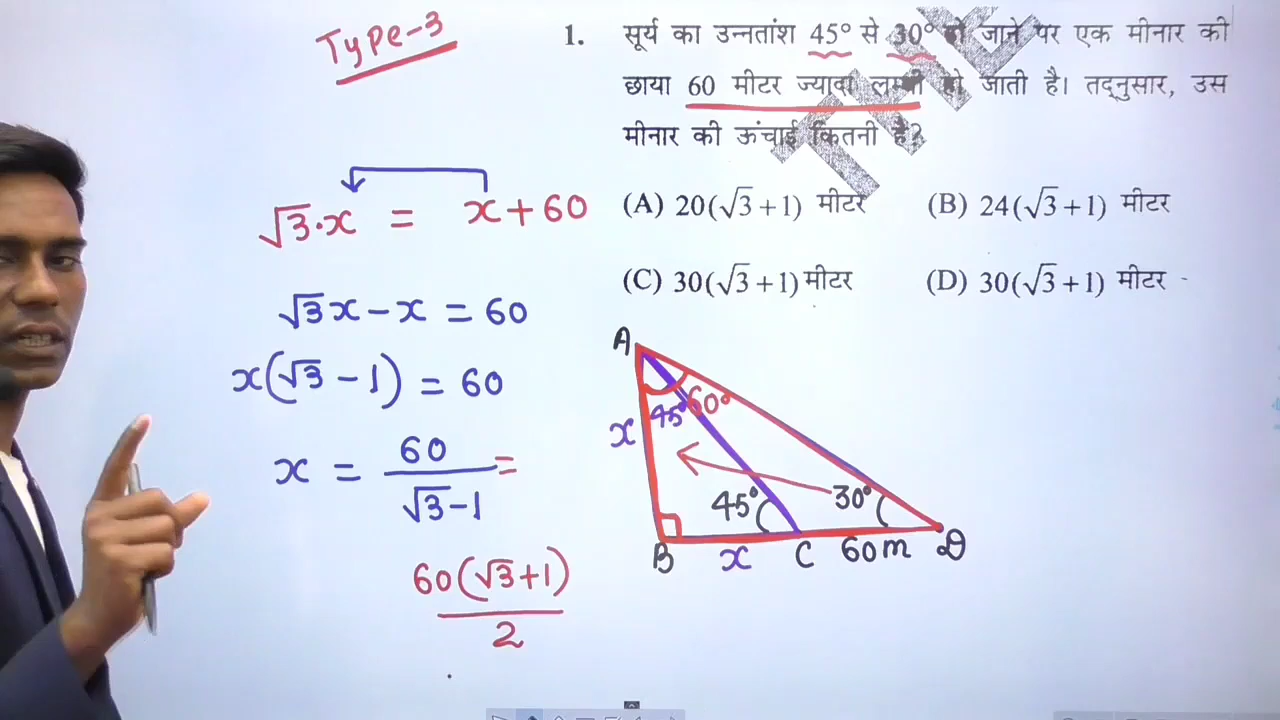 Type-3
1. सूर्य का उन्नतांश 45° से 30° हो जाने पर एक मीनार की
छाया 60 मीटर ज्यादा लम्बी हो जाती है। तद्नुसार, उस
मीनार की ऊंचाई कितनी है?
(A) 20(√3+1) मीटर (B) 24(√3+1) मीटर
(C) 30(√3+1) मीटर (D) 30(√3+1) मीटर
√3·x = x+60
√3x-x = 60
x(√3-1) = 60
x = 60/√3-1 =
60(√3+1)/2
A
45° 60°
x
45° 30°
B x C 60m D